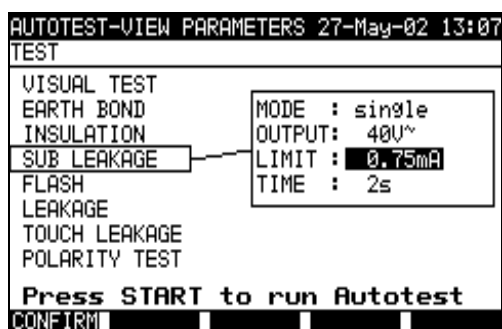 AUTOTEST-VIEW PARAMETERS 27-May-02 13:07
TEST
VISUAL TEST
EARTH BOND
INSULATION
SUB LEAKAGE
FLASH
LEAKAGE
TOUCH LEAKAGE
POLARITY TEST
MODE : single
OUTPUT: 40V~
LIMIT : 0.75mA
TIME : 2s
Press START to run Autotest
CONFIRM